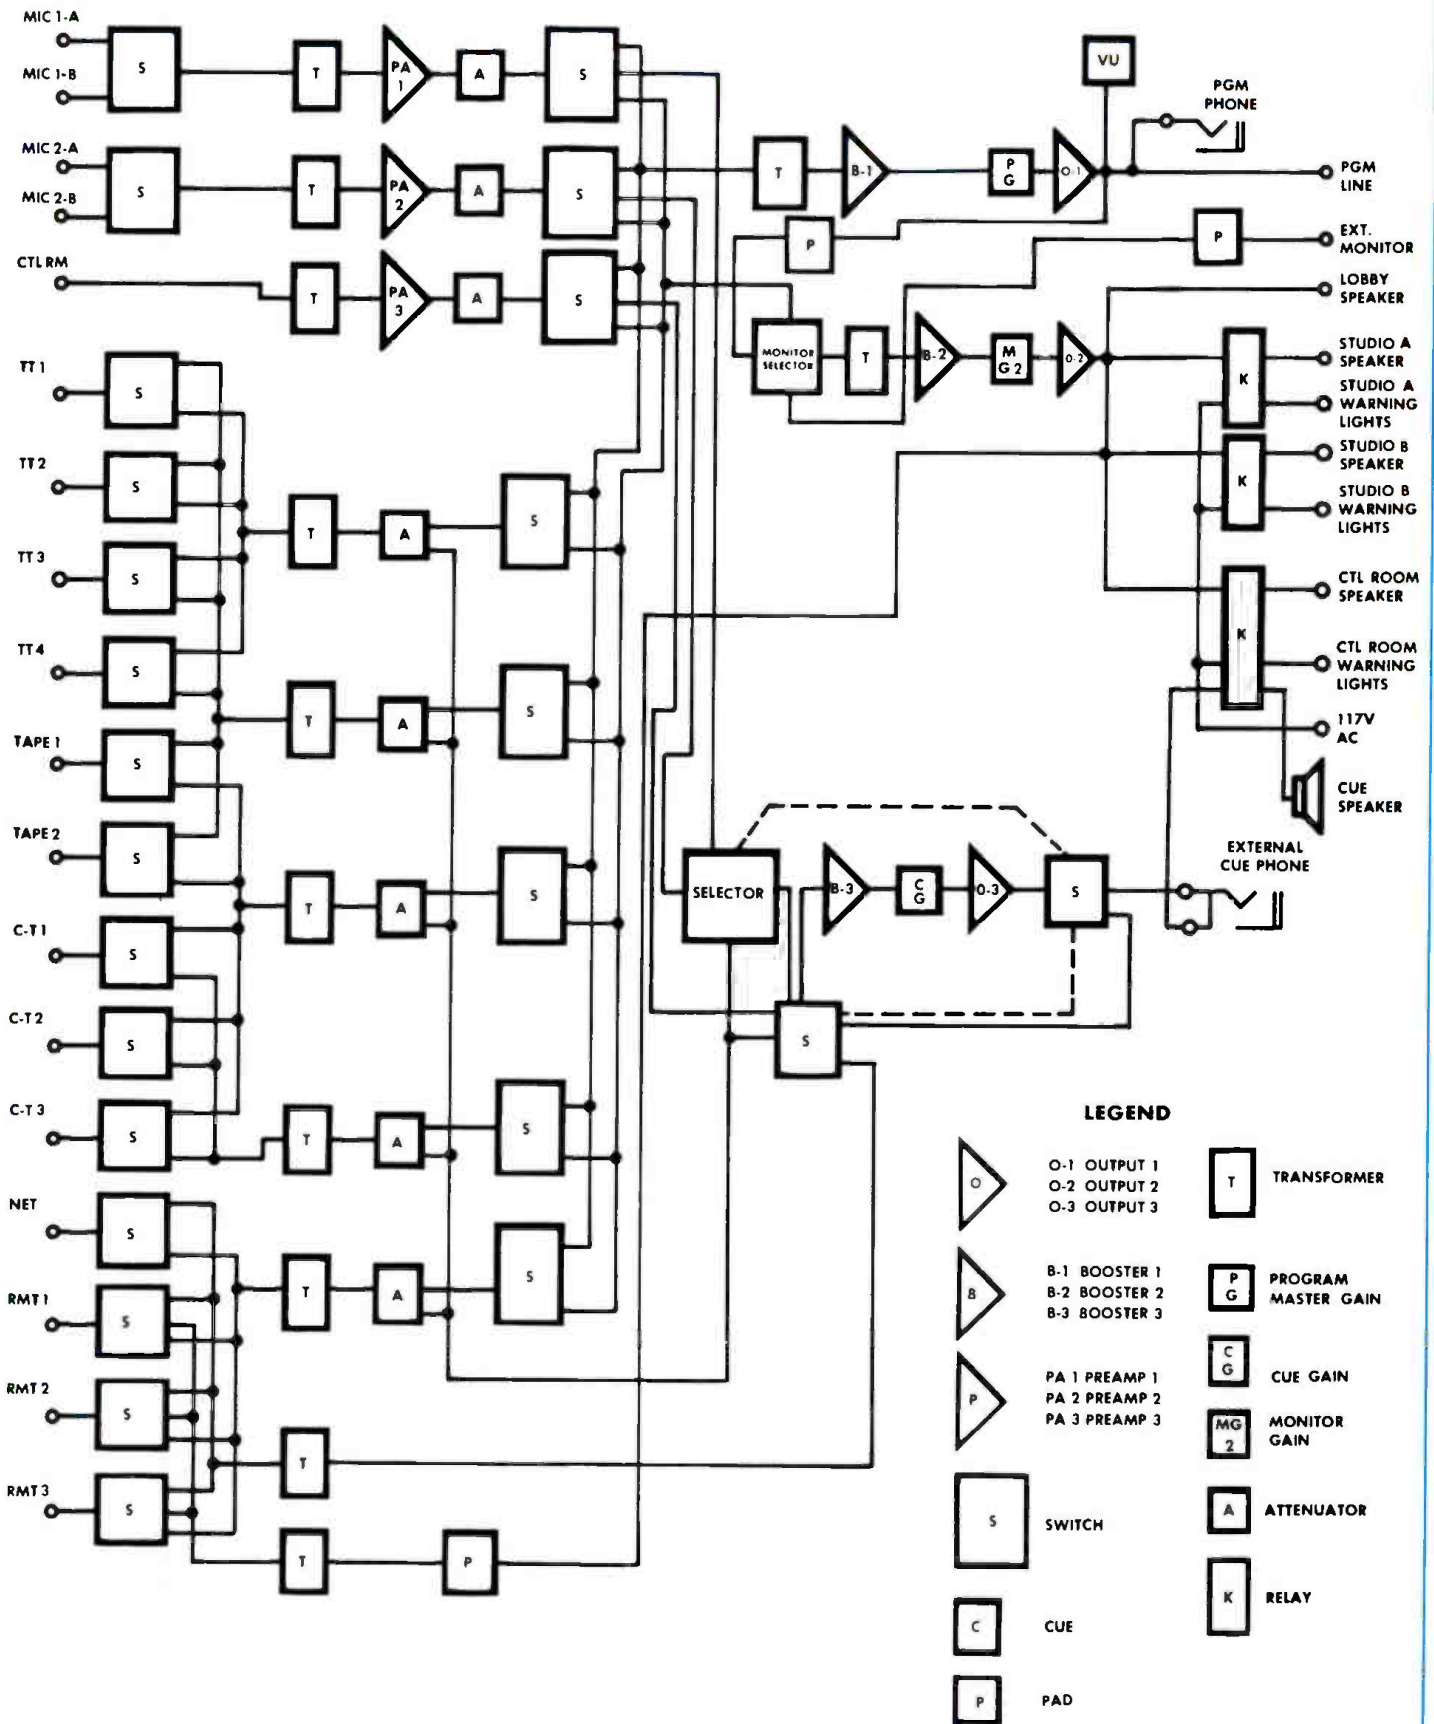 MIC 1-A
S
MIC 1-B
T
PA
1
A
S
MIC 2-A
S
MIC 2-B
T
PA
2
A
S
CTL RM
T
PA
3
A
S
VU
PGM
PHONE
T
B-1
P
G
O-1
PGM
LINE
P
P
EXT.
MONITOR
LOBBY
SPEAKER
MONITOR
SELECTOR
T
B-2
M
G 2
O-2
K
STUDIO A
SPEAKER
STUDIO A
WARNING
LIGHTS
K
STUDIO B
SPEAKER
STUDIO B
WARNING
LIGHTS
K
CTL ROOM
SPEAKER
CTL ROOM
WARNING
LIGHTS
117V
AC
CUE
SPEAKER
EXTERNAL
CUE PHONE
TT 1
S
TT 2
S
T
A
S
TT 3
S
TT 4
S
T
A
S
TAPE 1
S
TAPE 2
S
T
A
S
SELECTOR
B-3
C
G
O-3
S
C-T 1
S
C-T 2
S
S
C-T 3
S
T
A
S
NET
S
T
A
S
RMT 1
S
RMT 2
S
T
RMT 3
S
T
P
LEGEND
O
O-1 OUTPUT 1
O-2 OUTPUT 2
O-3 OUTPUT 3
T
TRANSFORMER
B
B-1 BOOSTER 1
B-2 BOOSTER 2
B-3 BOOSTER 3
P
G
PROGRAM
MASTER GAIN
P
PA 1 PREAMP 1
PA 2 PREAMP 2
PA 3 PREAMP 3
C
G
CUE GAIN
MG
2
MONITOR
GAIN
S
SWITCH
A
ATTENUATOR
K
RELAY
C
CUE
P
PAD